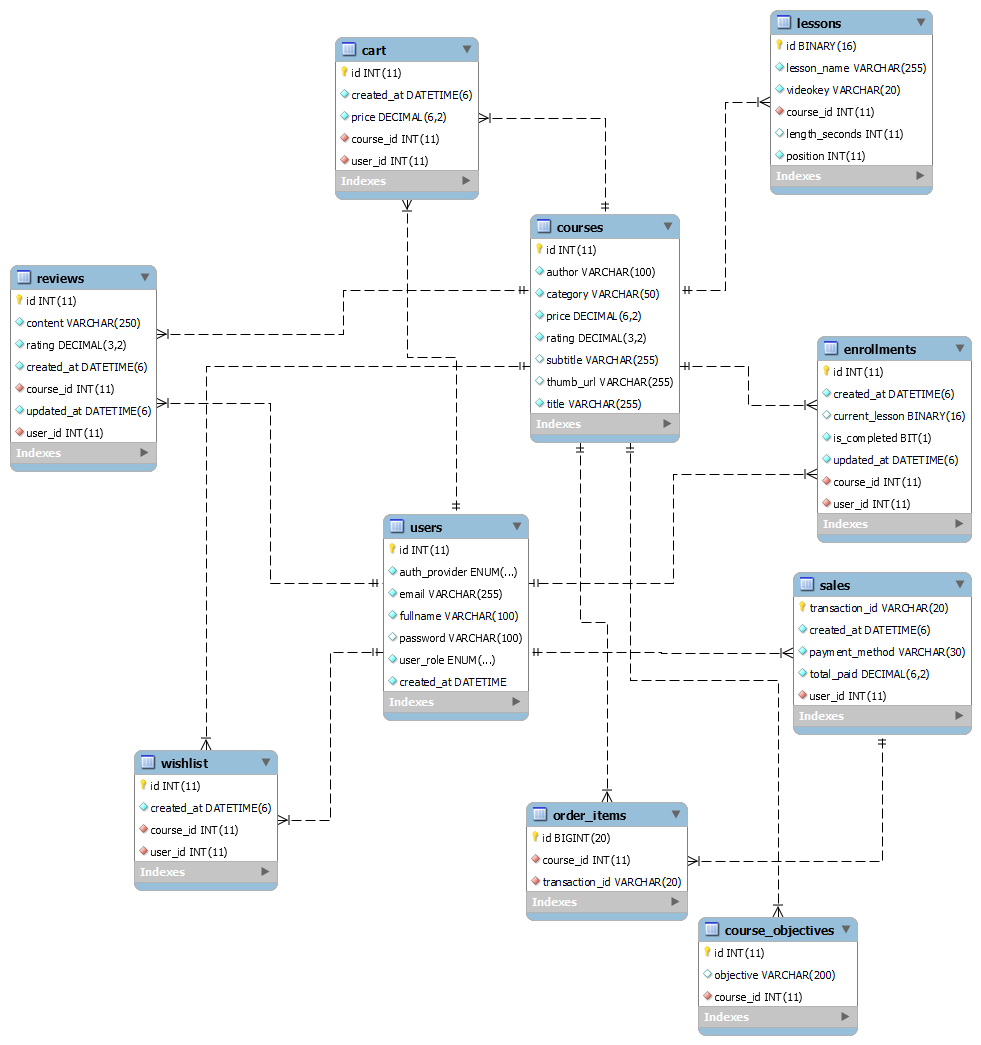 lessons
id BINARY(16)
lesson_name VARCHAR(255)
videokey VARCHAR(20)
course_id INT(11)
length_seconds INT(11)
position INT(11)
Indexes
cart
id INT(11)
created_at DATETIME(6)
price DECIMAL(6,2)
course_id INT(11)
user_id INT(11)
Indexes
courses
id INT(11)
author VARCHAR(100)
category VARCHAR(50)
price DECIMAL(6,2)
rating DECIMAL(3,2)
subtitle VARCHAR(255)
thumb_url VARCHAR(255)
title VARCHAR(255)
Indexes
reviews
id INT(11)
content VARCHAR(250)
rating DECIMAL(3,2)
created_at DATETIME(6)
course_id INT(11)
updated_at DATETIME(6)
user_id INT(11)
Indexes
enrollments
id INT(11)
created_at DATETIME(6)
current_lesson BINARY(16)
is_completed BIT(1)
updated_at DATETIME(6)
course_id INT(11)
user_id INT(11)
Indexes
users
id INT(11)
auth_provider ENUM(...)
email VARCHAR(255)
fullname VARCHAR(100)
password VARCHAR(100)
user_role ENUM(...)
created_at DATETIME
Indexes
sales
transaction_id VARCHAR(20)
created_at DATETIME(6)
payment_method VARCHAR(30)
total_paid DECIMAL(6,2)
user_id INT(11)
Indexes
wishlist
id INT(11)
created_at DATETIME(6)
course_id INT(11)
user_id INT(11)
Indexes
order_items
id BIGINT(20)
course_id INT(11)
transaction_id VARCHAR(20)
Indexes
course_objectives
id INT(11)
objective VARCHAR(200)
course_id INT(11)
Indexes